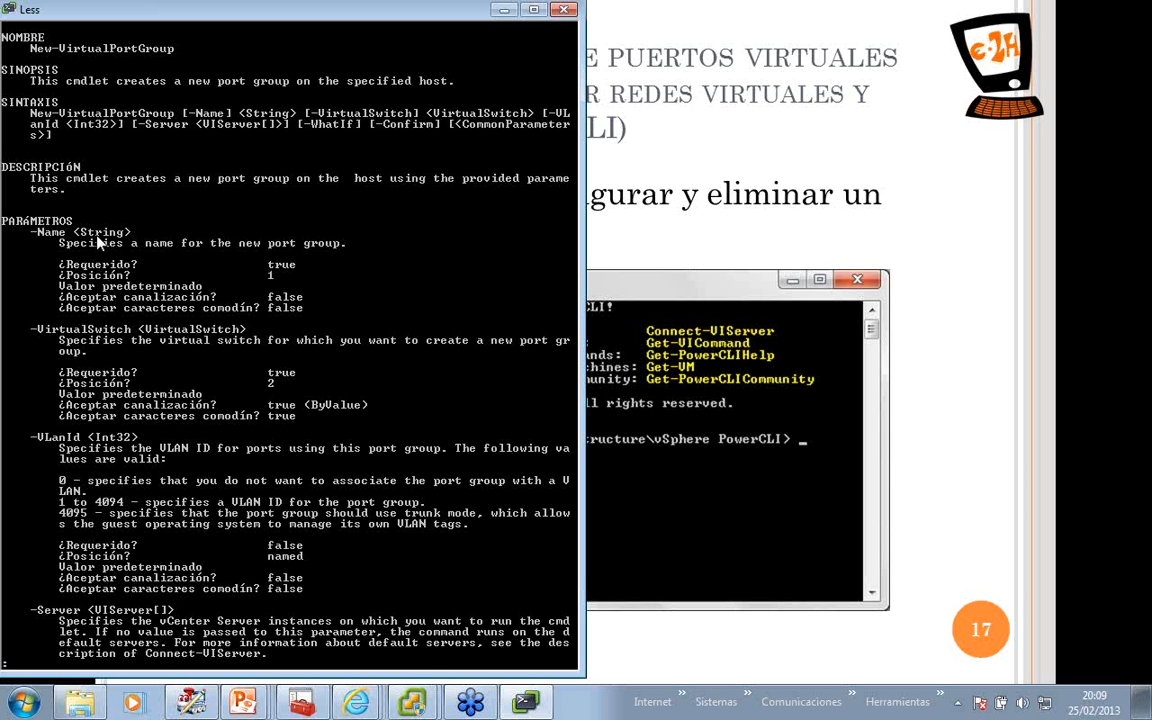 Less
NOMBRE
New-VirtualPortGroup
SINOPSIS
This cmdlet creates a new port group on the specified host.
SINTAXIS
New-VirtualPortGroup [-Name] <String> [-VirtualSwitch] <VirtualSwitch> [-VL
anId <Int32>] [-Server <VIServer[]>] [-WhatIf] [-Confirm] [<CommonParameter
s>]
DESCRIPCIóN
This cmdlet creates a new port group on the  host using the provided parame
ters.
PARáMETROS
-Name <String>
Specifies a name for the new port group.
¿Requerido? true
¿Posición? 1
Valor predeterminado
¿Aceptar canalización? false
¿Aceptar caracteres comodín? false
-VirtualSwitch <VirtualSwitch>
Specifies the virtual switch for which you want to create a new port gr
oup.
¿Requerido? true
¿Posición? 2
Valor predeterminado
¿Aceptar canalización? true (ByValue)
¿Aceptar caracteres comodín? true
-VLanId <Int32>
Specifies the VLAN ID for ports using this port group. The following va
lues are valid:
0 - specifies that you do not want to associate the port group with a V
LAN.
1 to 4094 - specifies a VLAN ID for the port group.
4095 - specifies that the port group should use trunk mode, which allow
s the guest operating system to manage its own VLAN tags.
¿Requerido? false
¿Posición? named
Valor predeterminado
¿Aceptar canalización? false
¿Aceptar caracteres comodín? false
-Server <VIServer[]>
Specifies the vCenter Server instances on which you want to run the cmd
let. If no value is passed to this parameter, the command runs on the d
efault servers. For more information about default servers, see the des
cription of Connect-VIServer.
:
E PUERTOS VIRTUALES
R REDES VIRTUALES Y
LI)
gurar y eliminar un
CLI!
Connect-VIServer
: Get-VICommand
ands: Get-PowerCLIHelp
chines: Get-VM
munity: Get-PowerCLICommunity
ll rights reserved.
tructure\vSphere PowerCLI> _
e-2H
17
Internet
Sistemas
Comunicaciones
Herramientas
20:09
25/02/2013